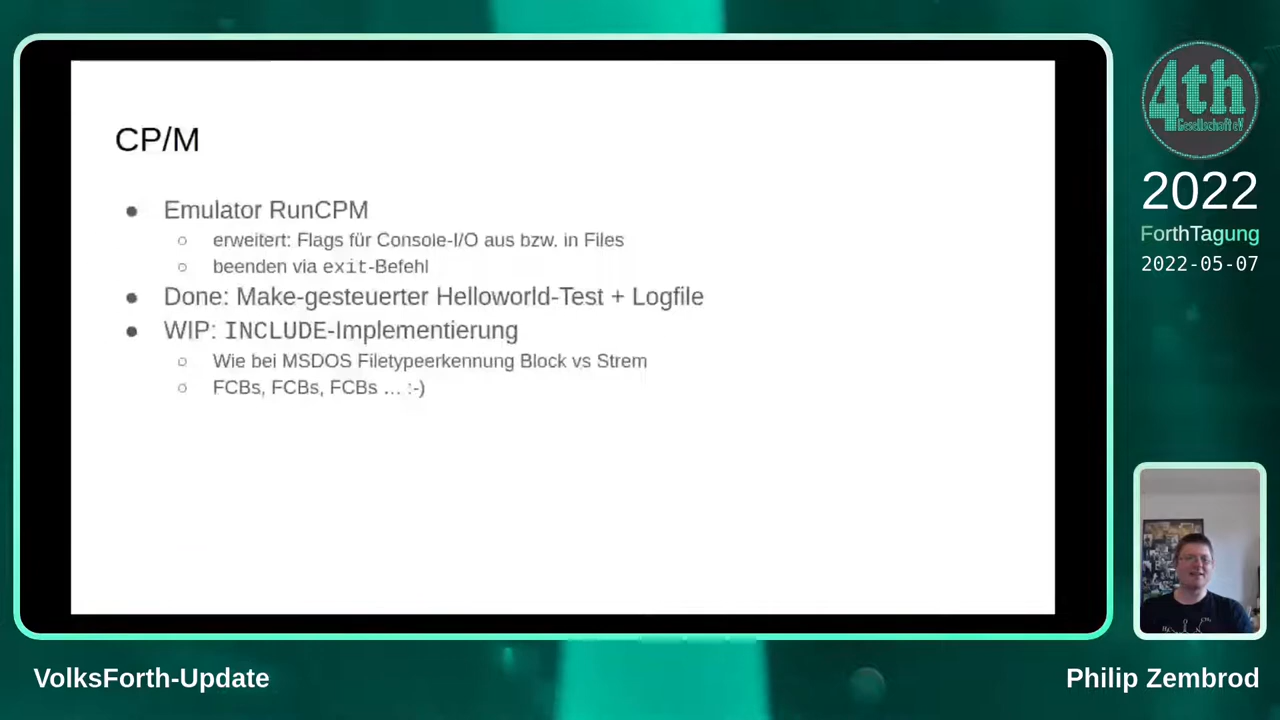 CP/M
Emulator RunCPM
erweitert: Flags für Console-I/O aus bzw. in Files
beenden via exit-Befehl
Done: Make-gesteuerter Helloworld-Test + Logfile
WIP: INCLUDE-Implementierung
Wie bei MSDOS Filetypeerkennung Block vs Strem
FCBs, FCBs, FCBs ... :-)
4th
Gesellschaft eV
2022
ForthTagung
2022-05-07
VolksForth-Update
Philip Zembrod